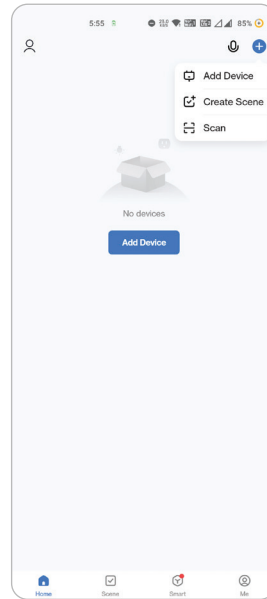 5:55
85%
Add Device
Create Scene
Scan
No devices
Add Device
Home
Scene
Smart
Me